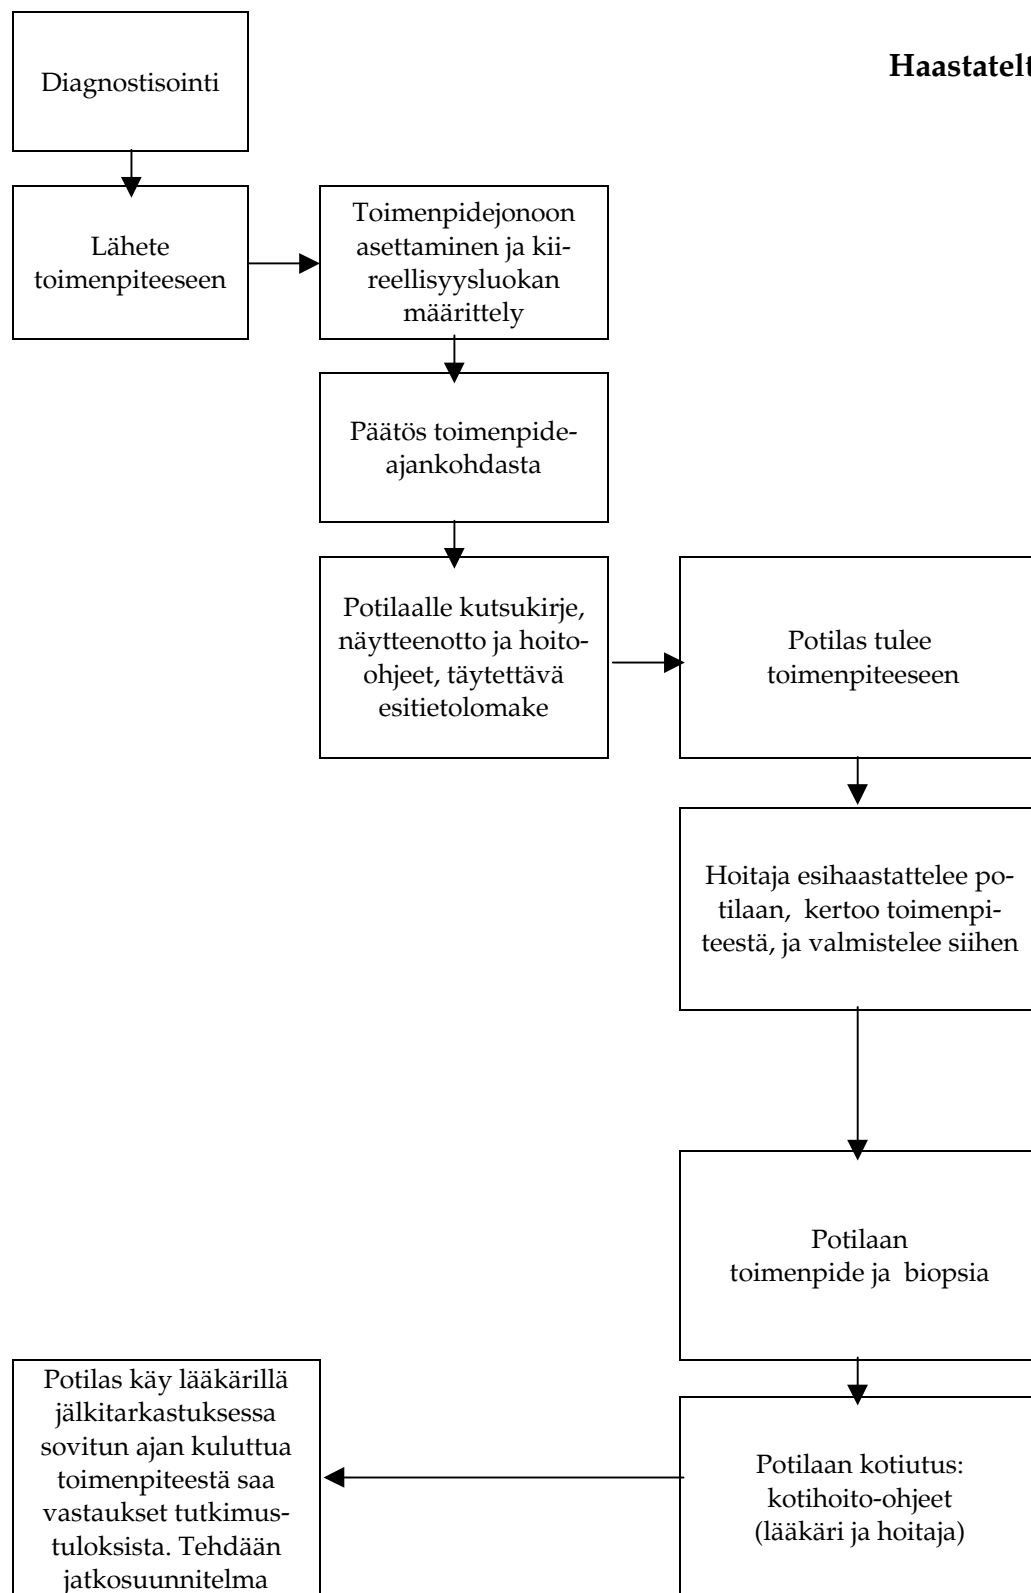 Diagnostisointi
Haastatelt
Lähete
toimenpiteeseen
Toimenpidejonoon
asettaminen ja kii-
reellisyysluokan
määrittely
Päätös toimenpide-
ajankohdasta
Potilaalle kutsukirje,
näytteenotto ja hoito-
ohjeet, täytettävä
esitietolomake
Potilas tulee
toimenpiteeseen
Hoitaja esihaastattelee po-
tilaan, kertoo toimenpi-
teestä, ja valmistelee siihen
Potilaan
toimenpide ja biopsia
Potilaan kotiutus:
kotihoito-ohjeet
(lääkäri ja hoitaja)
Potilas käy lääkärillä
jälkitarkastuksessa
sovitun ajan kuluttua
toimenpiteestä saa
vastaukset tutkimus-
tuloksista. Tehdään
jatkosuunnitelma